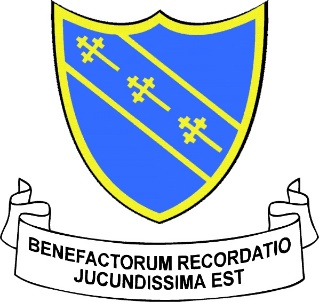 BENEFACTORUM RECORDATIO
JUCUNDISSIMA EST